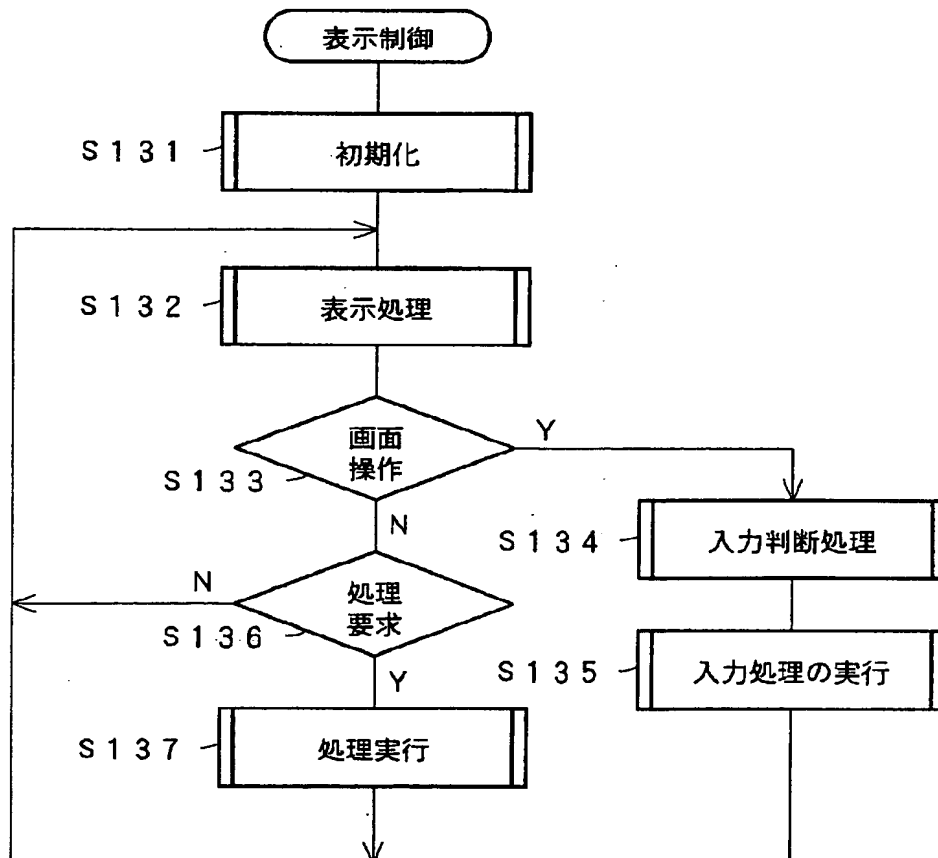 表示制御
S131
初期化
S132
表示処理
画面
操作
S133
Y
N
S134
入力判断処理
処理
要求
S136
N
Y
S135
入力処理の実行
S137
処理実行